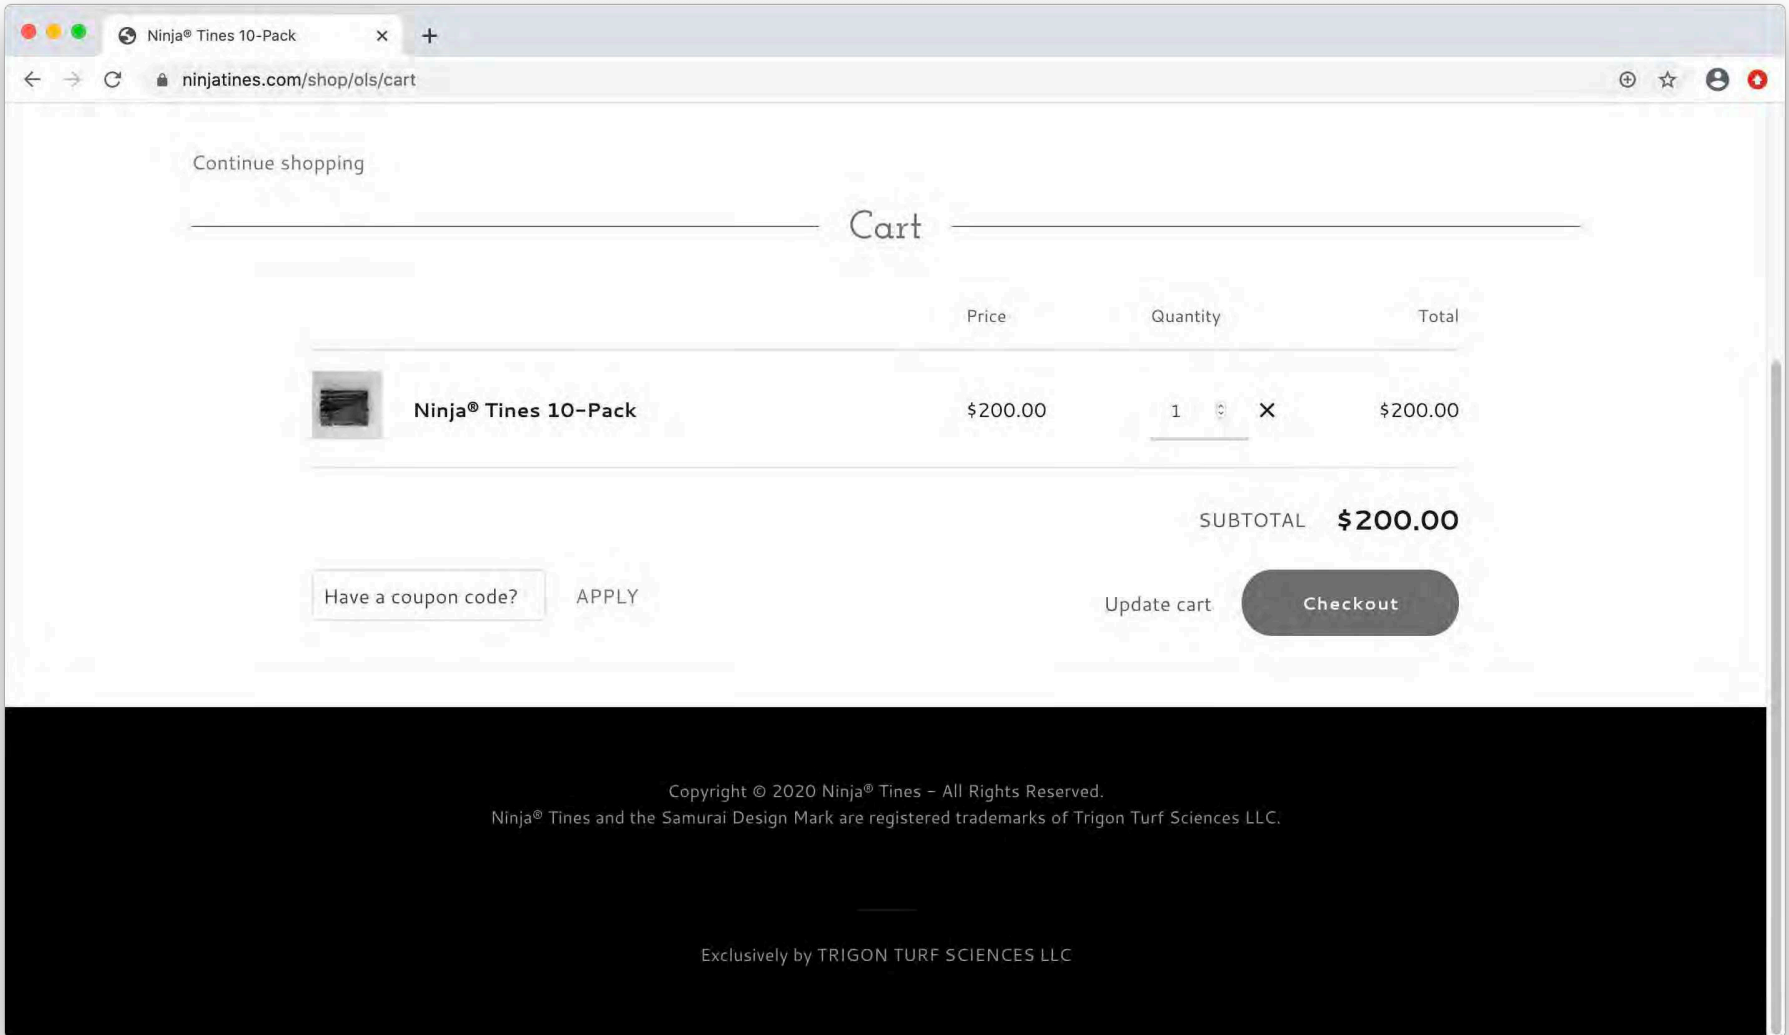 Ninja® Tines 10-Pack
ninjatines.com/shop/ols/cart
Continue shopping
Cart
Price Quantity Total
Ninja® Tines 10-Pack $200.00 1 $200.00
SUBTOTAL $200.00
Have a coupon code? APPLY Update cart Checkout
Copyright © 2020 Ninja® Tines - All Rights Reserved.
Ninja® Tines and the Samurai Design Mark are registered trademarks of Trigon Turf Sciences LLC.
Exclusively by TRIGON TURF SCIENCES LLC